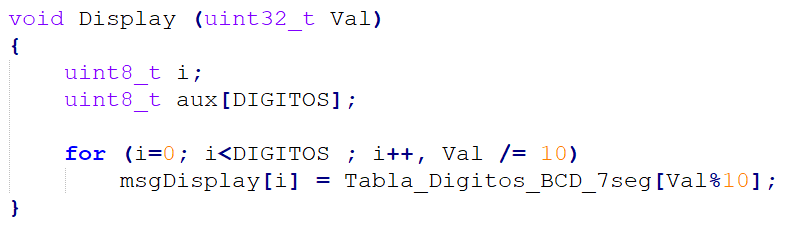 void Display (uint32_t Val)
{
    uint8_t i;
    uint8_t aux[DIGITOS];

    for (i=0; i<DIGITOS ; i++, Val /= 10)
        msgDisplay[i] = Tabla_Digitos_BCD_7seg[Val%10];
}